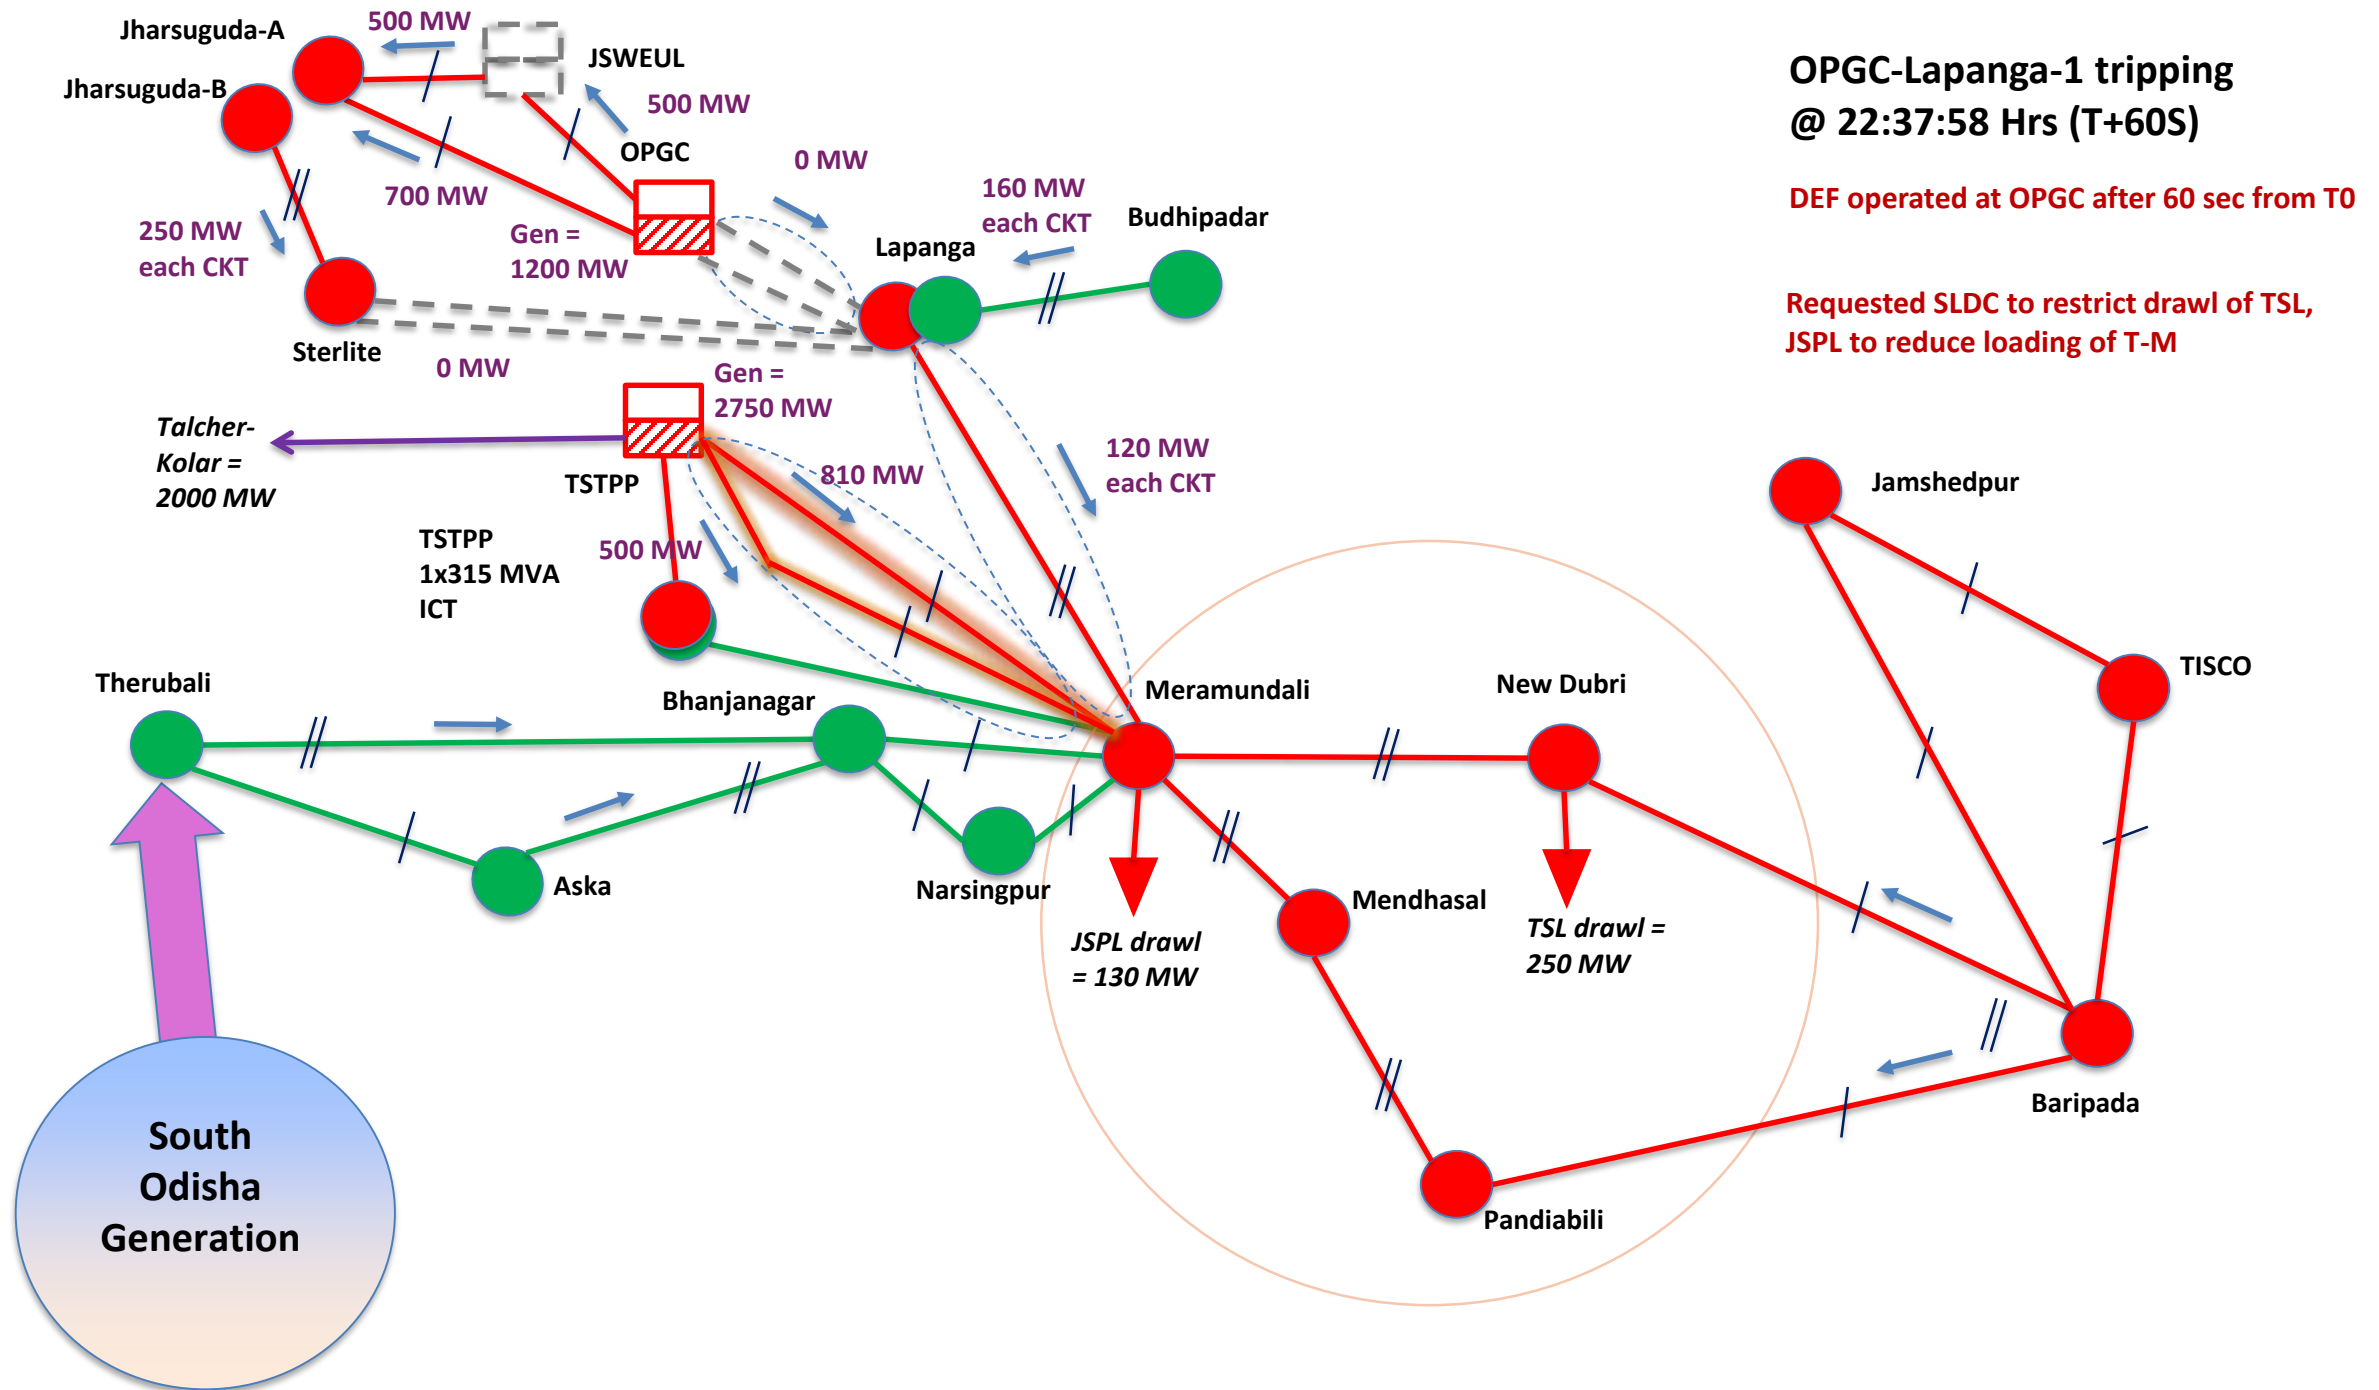 Jharsuguda-A
500 MW
JSWEUL
Jharsuguda-B
500 MW
OPGC
OPGC-Lapanga-1 tripping
@ 22:37:58 Hrs (T+60S)
0 MW
700 MW
160 MW
each CKT
Budhipadar
DEF operated at OPGC after 60 sec from T0
250 MW
each CKT
Gen =
1200 MW
Lapanga
Requested SLDC to restrict drawl of TSL,
JSPL to reduce loading of T-M
Sterlite
0 MW
Gen =
2750 MW
Talcher-
Kolar =
2000 MW
TSTPP
810 MW
120 MW
each CKT
Jamshedpur
TSTPP
1x315 MVA
ICT
500 MW
Therubali
Bhanjanagar
Meramundali
New Dubri
TISCO
Aska
Narsingpur
Mendhasal
JSPL drawl
= 130 MW
TSL drawl =
250 MW
Baripada
South
Odisha
Generation
Pandiabili